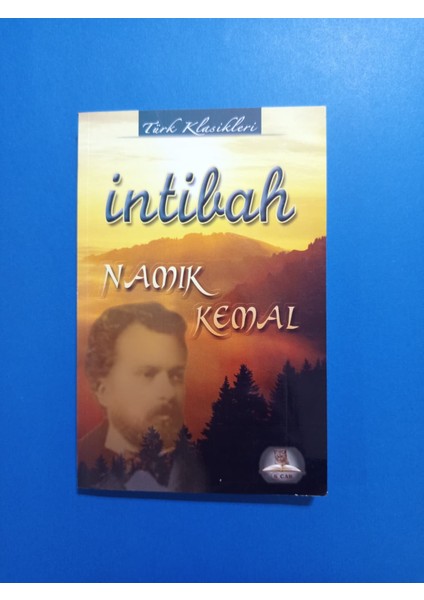 Türk Klasikleri
intibah
NAMIK
KEMAL